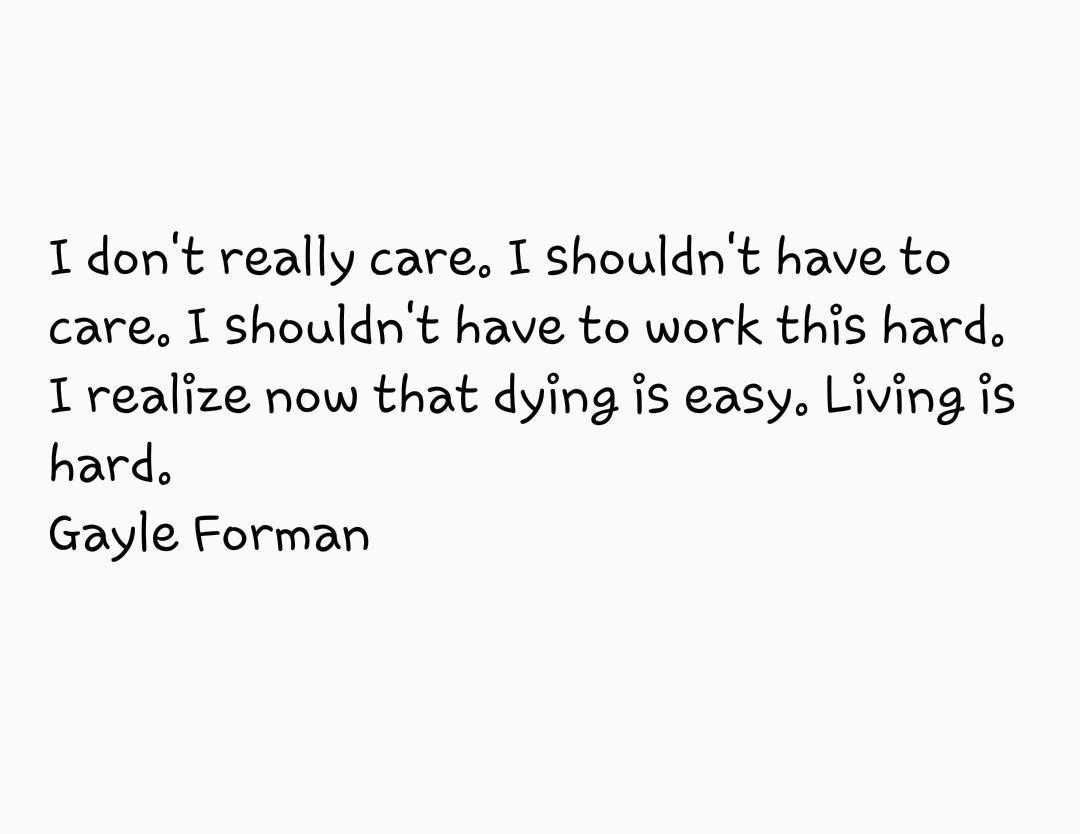 I don't really care. I shouldn't have to
care. I shouldn't have to work this hard.
I realize now that dying is easy. Living is
hard.
Gayle Forman